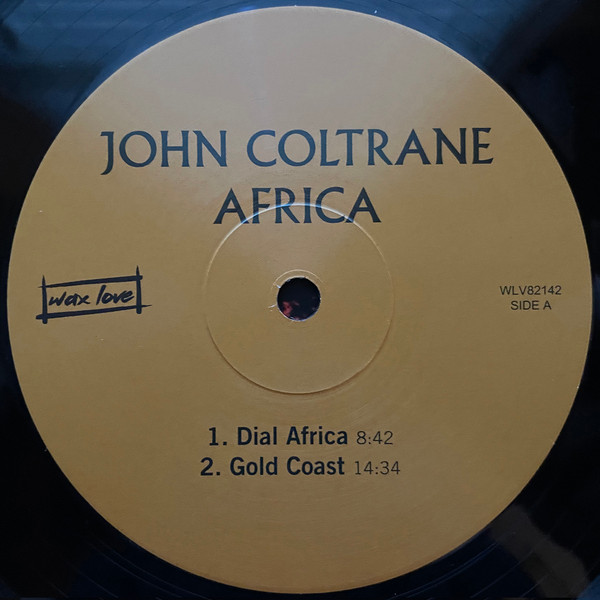 JOHN COLTRANE
AFRICA
wax love
WLV82142
SIDE A
1. Dial Africa 8:42
2. Gold Coast 14:34